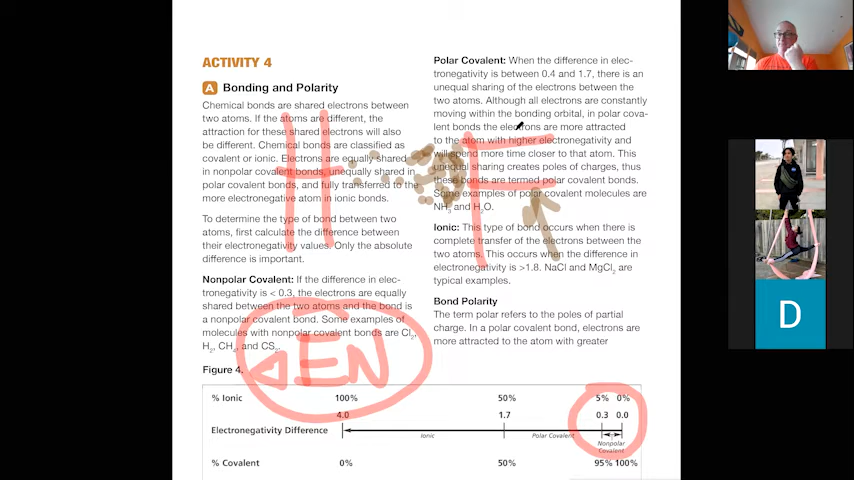 ACTIVITY 4
A Bonding and Polarity
Chemical bonds are shared electrons between
two atoms. If the atoms are different, the
attraction for these shared electrons will also
be different. Chemical bonds are classified as
covalent or ionic. Electrons are equally shared
in nonpolar covalent bonds, unequally shared in
polar covalent bonds, and fully transferred to the
more electronegative atom in ionic bonds.
To determine the type of bond between two
atoms, first calculate the difference between
their electronegativity values. Only the absolute
difference is important.
Nonpolar Covalent: If the difference in elec-
tronegativity is < 0.3, the electrons are equally
shared between the two atoms and the bond is
a nonpolar covalent bond. Some examples of
molecules with nonpolar covalent bonds are Cl2,
H2, CH4, and CS2.
Polar Covalent: When the difference in elec-
tronegativity is between 0.4 and 1.7, there is an
unequal sharing of the electrons between the
two atoms. Although all electrons are constantly
moving within the bonding orbital, in polar cova-
lent bonds the electrons are more attracted
to the atom with higher electronegativity and
will spend more time closer to that atom. This
unequal sharing creates poles of charges, thus
these bonds are termed polar covalent bonds.
Some examples of polar covalent molecules are
NH3 and H2O.
Ionic: This type of bond occurs when there is
complete transfer of the electrons between the
two atoms. This occurs when the difference in
electronegativity is >1.8. NaCl and MgCl2 are
typical examples.
Bond Polarity
The term polar refers to the poles of partial
charge. In a polar covalent bond, electrons are
more attracted to the atom with greater
H F
ΔEN
Figure 4.
% Ionic 100% 50% 5% 0%
4.0 1.7 0.3 0.0
Electronegativity Difference
Ionic Polar Covalent Nonpolar
Covalent
% Covalent 0% 50% 95% 100%
D